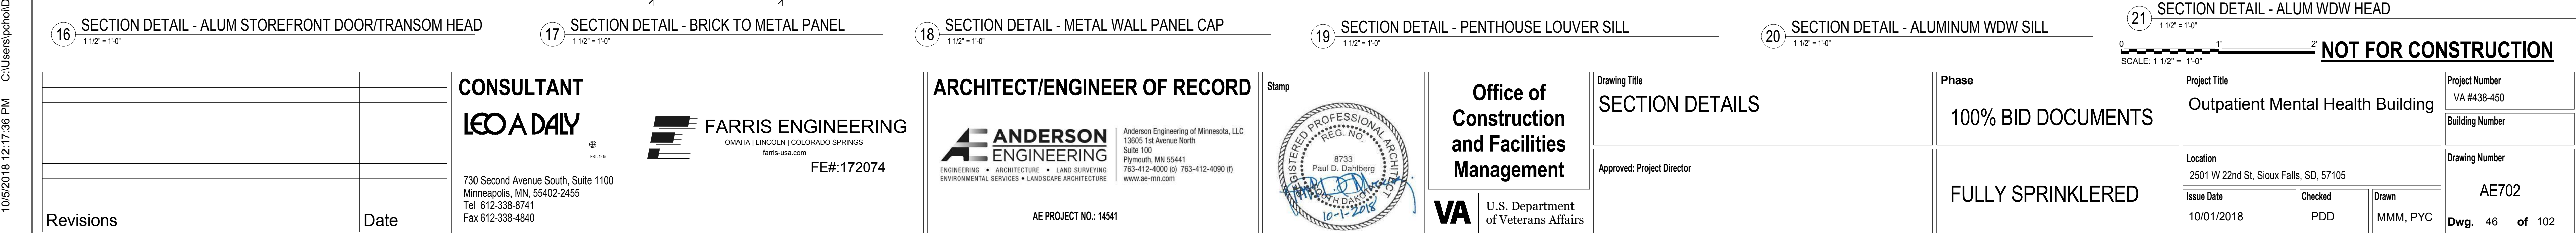 16 SECTION DETAIL - ALUM STOREFRONT DOOR/TRANSOM HEAD
1 1/2" = 1'-0"
17 SECTION DETAIL - BRICK TO METAL PANEL
1 1/2" = 1'-0"
18 SECTION DETAIL - METAL WALL PANEL CAP
1 1/2" = 1'-0"
19 SECTION DETAIL - PENTHOUSE LOUVER SILL
1 1/2" = 1'-0"
20 SECTION DETAIL - ALUMINUM WDW SILL
1 1/2" = 1'-0"
21 SECTION DETAIL - ALUM WDW HEAD
1 1/2" = 1'-0"
0 1' 2'
SCALE: 1 1/2" = 1'-0"
NOT FOR CONSTRUCTION
10/5/2018 12:17:36 PM C:\Users\pchoi\D
Revisions Date
CONSULTANT
LEO A DALY
EST. 1915
730 Second Avenue South, Suite 1100
Minneapolis, MN, 55402-2455
Tel 612-338-8741
Fax 612-338-4840
FARRIS ENGINEERING
OMAHA | LINCOLN | COLORADO SPRINGS
farris-usa.com
FE#:172074
ARCHITECT/ENGINEER OF RECORD
ANDERSON
ENGINEERING
ENGINEERING • ARCHITECTURE • LAND SURVEYING
ENVIRONMENTAL SERVICES • LANDSCAPE ARCHITECTURE
Anderson Engineering of Minnesota, LLC
13605 1st Avenue North
Suite 100
Plymouth, MN 55441
763-412-4000 (o) 763-412-4090 (f)
www.ae-mn.com
AE PROJECT NO.: 14541
Stamp
REGISTERED PROFESSIONAL ARCHITECT
REG. NO.
8733
Paul D. Dahlberg
10-1-2018
Office of
Construction
and Facilities
Management
VA
U.S. Department
of Veterans Affairs
Drawing Title
SECTION DETAILS
Approved: Project Director
Phase
100% BID DOCUMENTS
FULLY SPRINKLERED
Project Title
Outpatient Mental Health Building
Location
2501 W 22nd St, Sioux Falls, SD, 57105
Issue Date
10/01/2018
Checked
PDD
Drawn
MMM, PYC
Project Number
VA #438-450
Building Number
Drawing Number
AE702
Dwg. 46 of 102